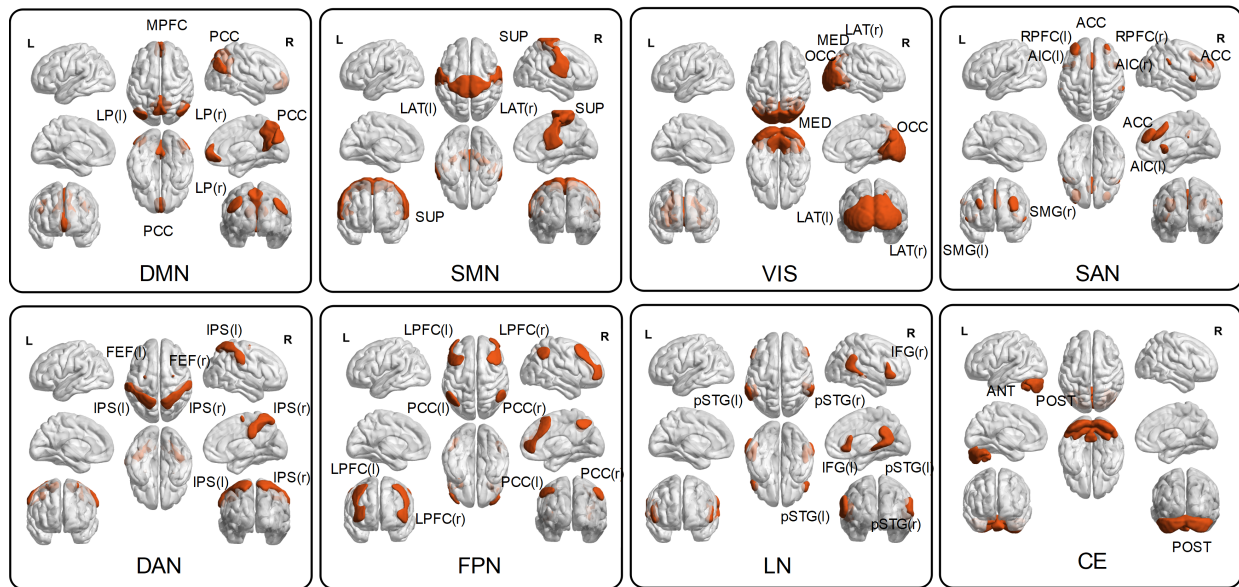 MPFC
L
PCC
R
LP(l)
LP(r)
PCC
LP(r)
PCC
DMN
L
SUP
R
LAT(l)
LAT(r)
SUP
SUP
SMN
L
LAT(r)
MED
R
OCC
MED
OCC
LAT(l)
LAT(r)
VIS
L
ACC
R
RPFC(l)
RPFC(r)
AIC(l)
AIC(r)
ACC
ACC
AIC(l)
SMG(r)
SMG(l)
SAN
L
IPS(l)
R
FEF(l)
FEF(r)
IPS(l)
IPS(r)
IPS(r)
IPS(l)
IPS(r)
DAN
L
LPFC(l)
LPFC(r)
R
PCC(l)
PCC(r)
LPFC(l)
PCC(r)
PCC(l)
LPFC(r)
FPN
L
R
IFG(r)
pSTG(l)
pSTG(r)
IFG(l)
pSTG(l)
pSTG(l)
pSTG(r)
LN
L
R
ANT
POST
POST
CE